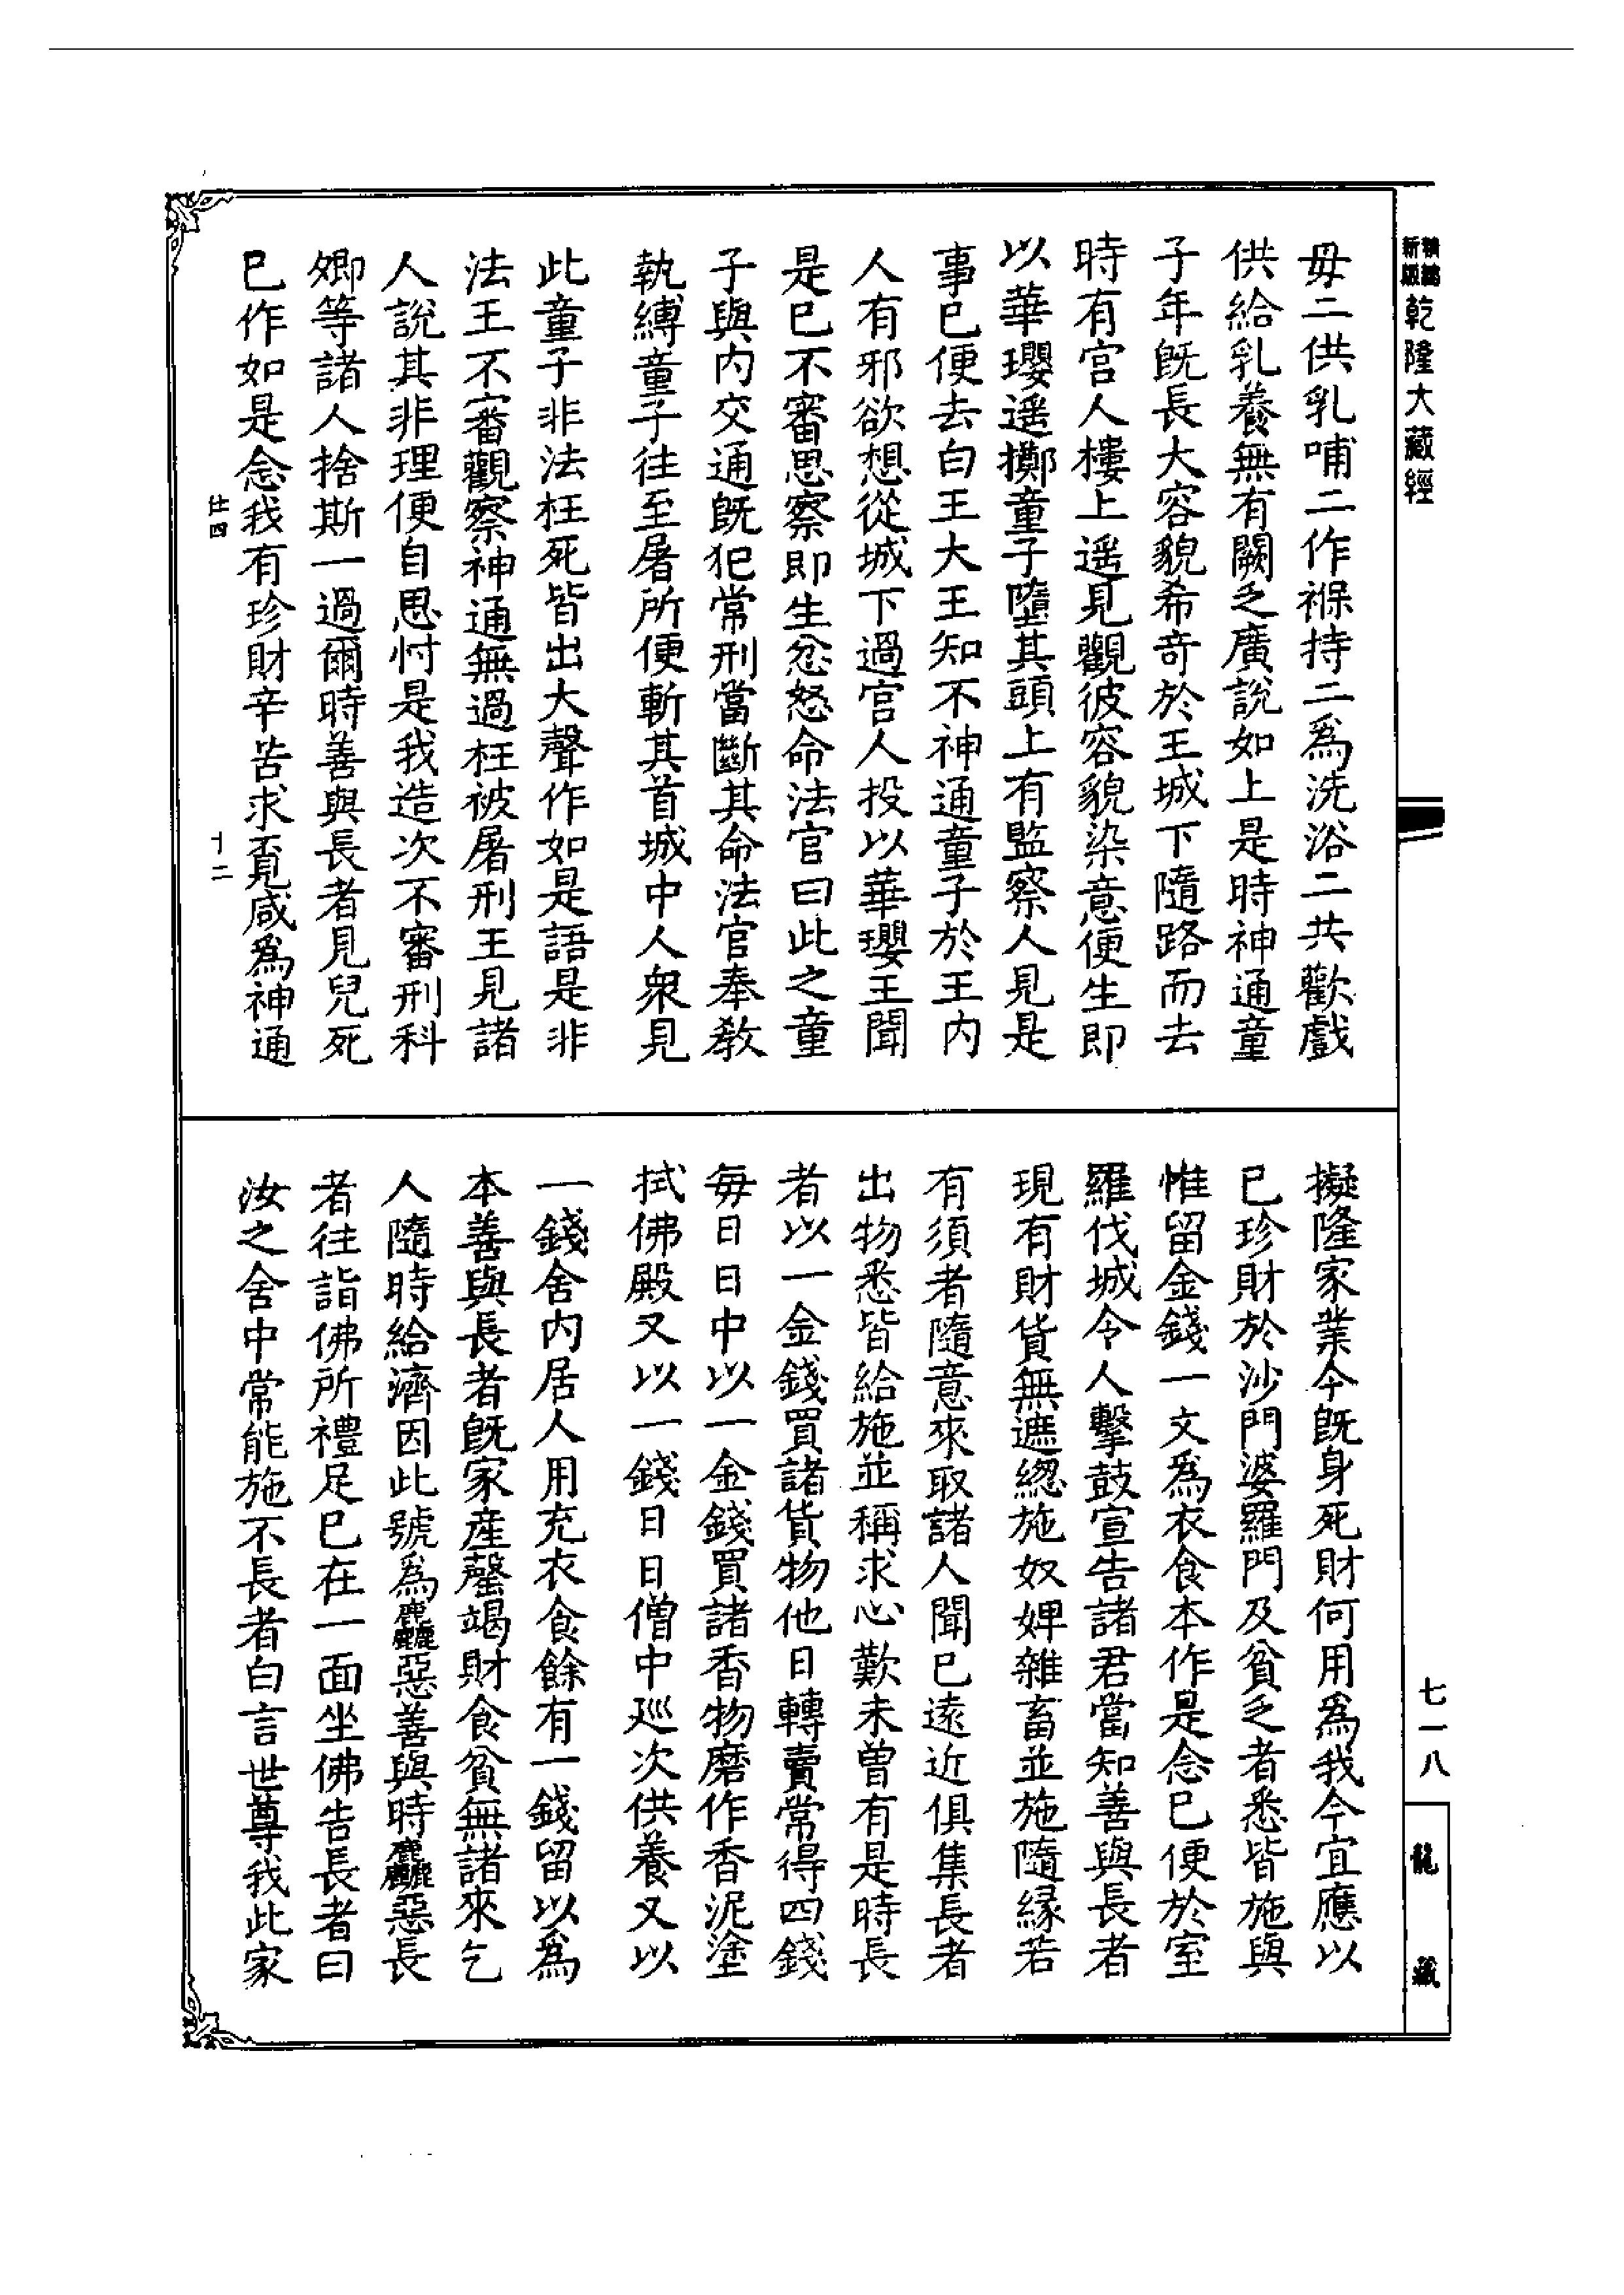 新編
新版
乾隆大藏經
七一八
龍藏
毋二供乳哺二作褓持二爲洗浴二共歡戲
供給乳養無有闕乏廣說如上是時神通童
子年旣長大容貌希奇於王城下隨路而去
時有宮人樓上遥見觀彼容貌染意便生即
以華瓔遥擲童子墮其頭上有監察人見是
事巳便去白王大王知不神通童子於王内
人有邪欲想從城下過宮人投以華瓔王聞
是巳不審思察即生忿怒命法官曰此之童
子與内交通旣犯常刑當斷其命法官奉敎
執縛童子往至屠所便斬其首城中人衆見
此童子非法枉死皆出大聲作如是語是非
法王不審觀察神通無過枉被屠刑王見諸
人說其非理便自思忖是我造次不審刑科
卿等諸人捨斯一過爾時善與長者見兒死
巳作如是念我有珍財辛苦求覓咸爲神通
仕四
十二
擬隆家業今旣身死財何用爲我今宜應以
巳珍財於沙門婆羅門及貧乏者悉皆施與
惟留金錢一文爲衣食本作是念巳便於室
羅伐城令人擊鼓宣告諸君當知善與長者
現有財貨無遮緫施奴婢雜畜並施隨緣若
有須者隨意來取諸人聞巳遠近俱集長者
出物悉皆給施並稱求心歎未曾有是時長
者以一金錢買諸貨物他日轉賣常得四錢
毎日日中以一金錢買諸香物磨作香泥塗
拭佛殿又以一錢日日僧中巡次供養又以
一錢舍内居人用充衣食餘有一錢留以爲
本善與長者旣家産罄竭財食貧無諸來乞
人隨時給濟因此號爲麤惡善與時麤惡長
者往詣佛所禮足巳在一面坐佛告長者曰
汝之舍中常能施不長者白言世尊我此家